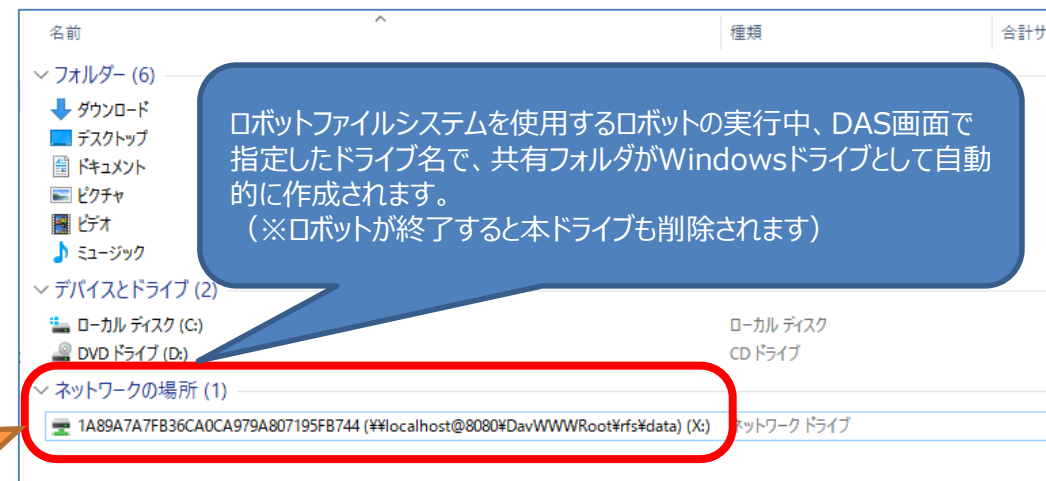 名前 種類 合計サ
フォルダー (6)
ダウンロード
デスクトップ
ドキュメント
ピクチャ
ビデオ
ミュージック
ロボットファイルシステムを使用するロボットの実行中、DAS画面で
指定したドライブ名で、共有フォルダがWindowsドライブとして自動
的に作成されます。
（※ロボットが終了すると本ドライブも削除されます）
デバイスとドライブ (2)
ローカル ディスク (C:) ローカル ディスク
DVD ドライブ (D:) CD ドライブ
ネットワークの場所 (1)
1A89A7A7FB36CA0CA979A807195FB744 (¥¥localhost@8080¥DavWWWRoot¥rfs¥data) (X:) ネットワーク ドライブ